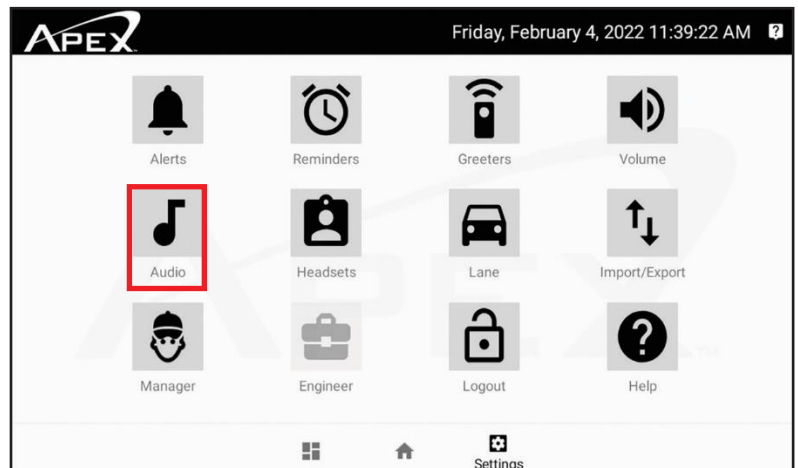 APEX
Friday, February 4, 2022 11:39:22 AM ?
Alerts Reminders Greeters Volume
Audio Headsets Lane Import/Export
Manager Engineer Logout Help
Settings
APEX